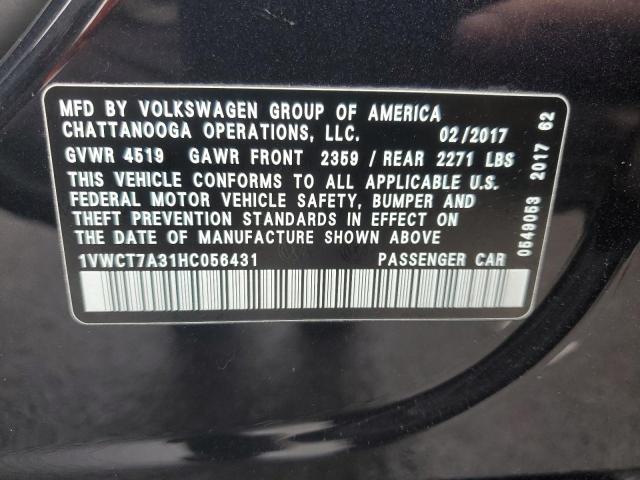 MFD BY VOLKSWAGEN GROUP OF AMERICA
CHATTANOOGA OPERATIONS, LLC. 02/2017
GVWR 4519 GAWR FRONT 2359 / REAR 2271 LBS
THIS VEHICLE CONFORMS TO ALL APPLICABLE U.S.
FEDERAL MOTOR VEHICLE SAFETY, BUMPER AND
THEFT PREVENTION STANDARDS IN EFFECT ON
THE DATE OF MANUFACTURE SHOWN ABOVE.
1VWCT7A31HC056431 PASSENGER CAR
0549053 2017 62